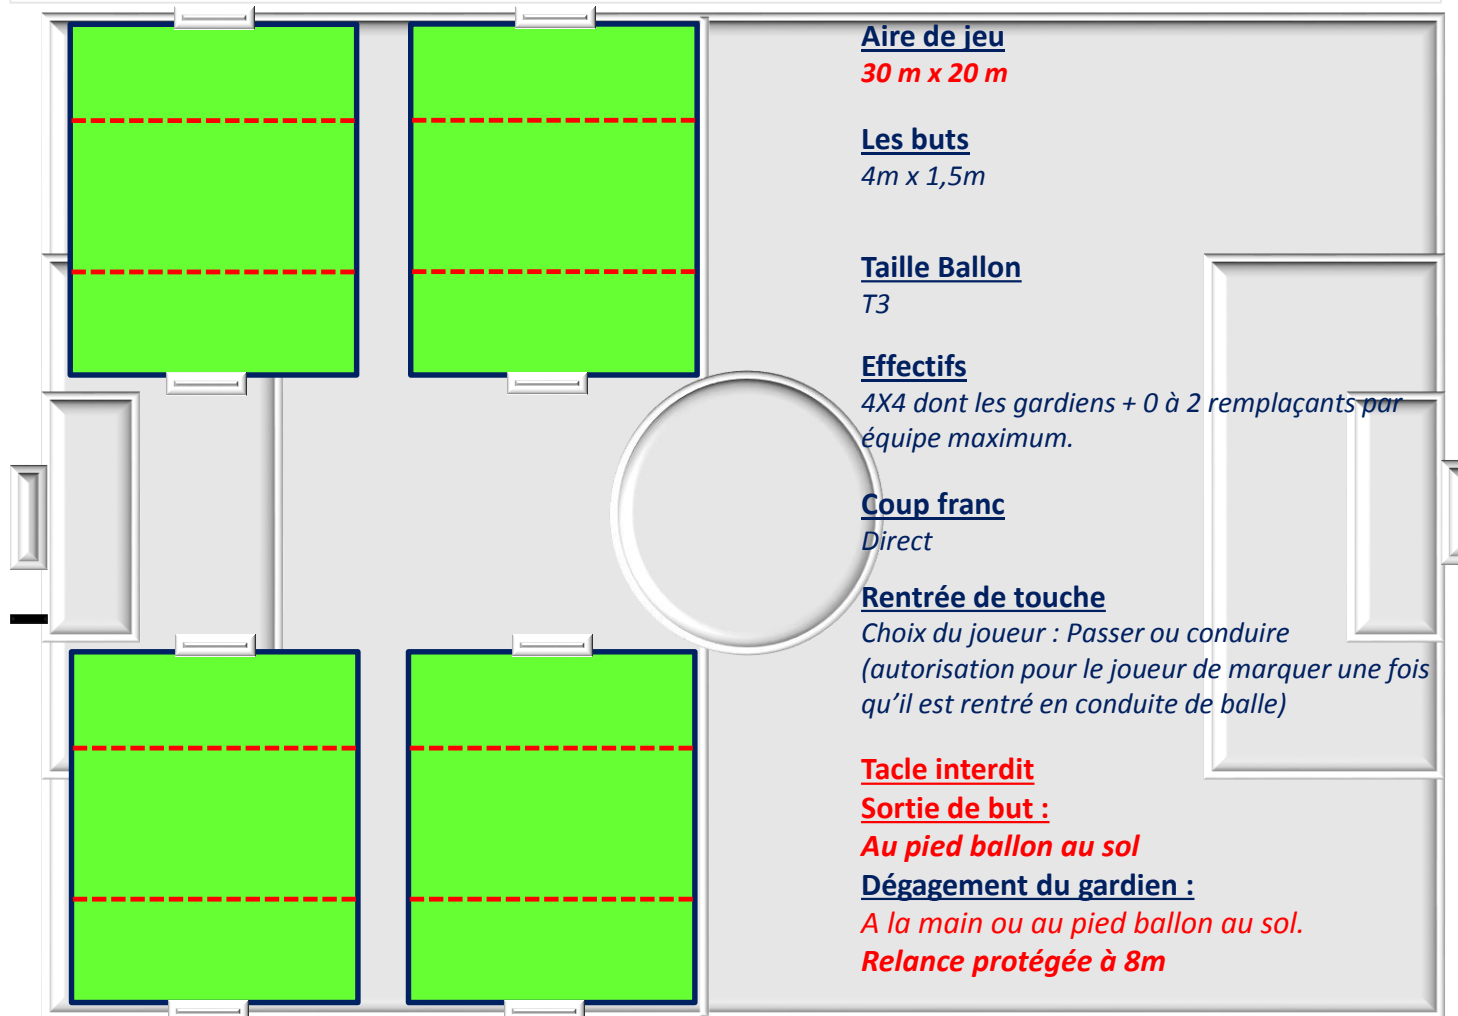 Aire de jeu
30 m x 20 m
Les buts
4m x 1,5m
Taille Ballon
T3
Effectifs
4X4 dont les gardiens + 0 à 2 remplaçants par
équipe maximum.
Coup franc
Direct
Rentrée de touche
Choix du joueur : Passer ou conduire
(autorisation pour le joueur de marquer une fois
qu’il est rentré en conduite de balle)
Tacle interdit
Sortie de but :
Au pied ballon au sol
Dégagement du gardien :
A la main ou au pied ballon au sol.
Relance protégée à 8m